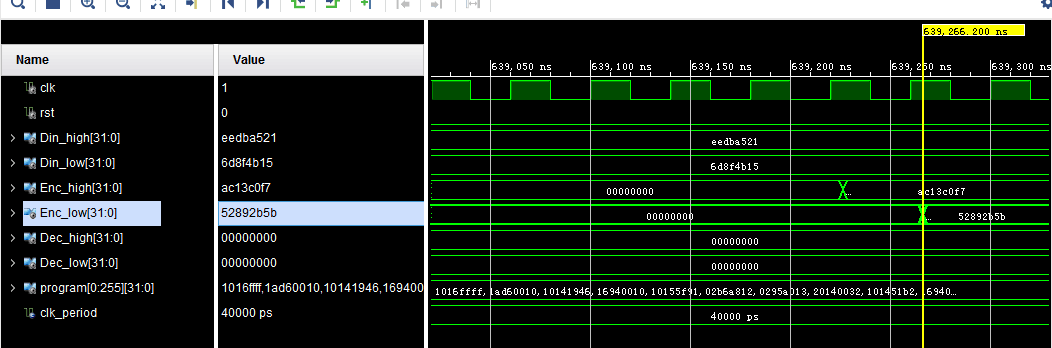 639,266.200 ns
Name Value
639,050 ns 639,100 ns 639,150 ns 639,200 ns 639,250 ns 639,300 ns
clk 1
rst 0
Din_high[31:0] eedba521 eedba521
Din_low[31:0] 6d8f4b15 6d8f4b15
Enc_high[31:0] ac13c0f7 00000000 ... ac13c0f7
Enc_low[31:0] 52892b5b 00000000 ... 52892b5b
Dec_high[31:0] 00000000 00000000
Dec_low[31:0] 00000000 00000000
program[0:255][31:0] 1016ffff,1ad60010,10141946,169400 1016ffff,1ad60010,10141946,16940010,10155f91,02b6a812,0295a013,20140032,101451b2,16940...
clk_period 40000 ps 40000 ps